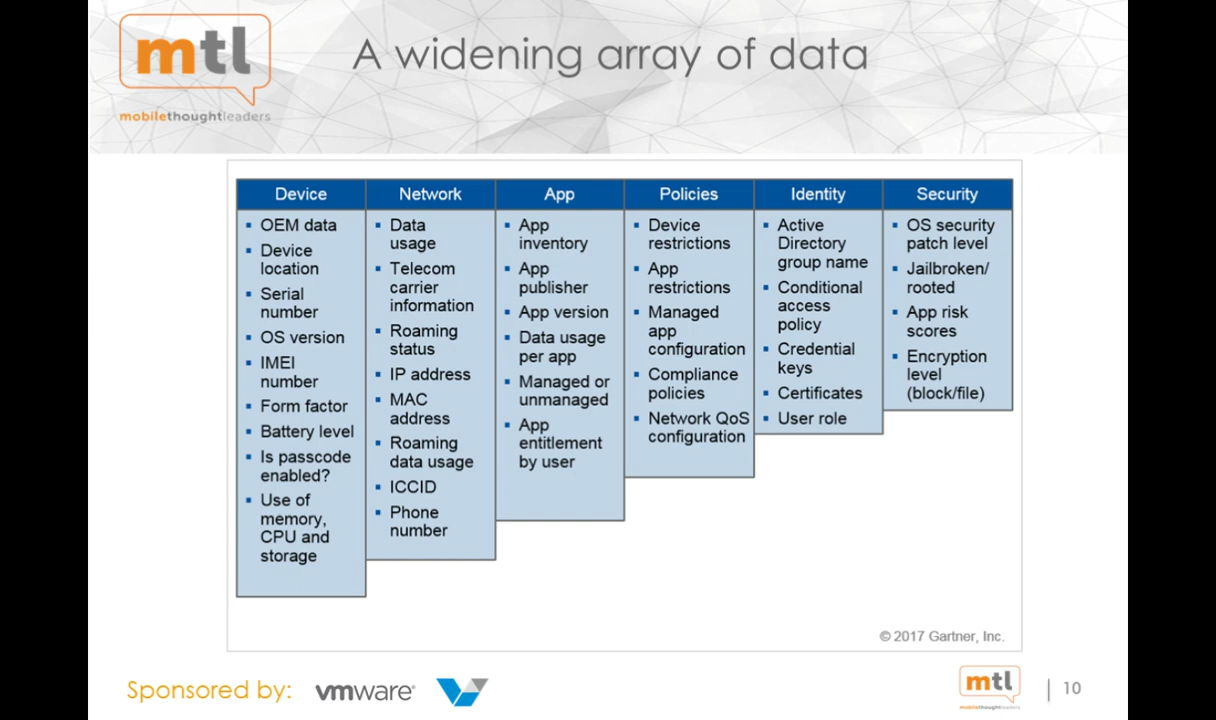 mtl
mobilethoughtleaders
A widening array of data
Device
OEM data
Device
location
Serial
number
OS version
IMEI
number
Form factor
Battery level
Is passcode
enabled?
Use of
memory,
CPU and
storage
Network
Data
usage
Telecom
carrier
information
Roaming
status
IP address
MAC
address
Roaming
data usage
ICCID
Phone
number
App
App
inventory
App
publisher
App version
Data usage
per app
Managed or
unmanaged
App
entitlement
by user
Policies
Device
restrictions
App
restrictions
Managed
app
configuration
Compliance
policies
Network QoS
configuration
Identity
Active
Directory
group name
Conditional
access
policy
Credential
keys
Certificates
User role
Security
OS security
patch level
Jailbroken/
rooted
App risk
scores
Encryption
level
(block/file)
© 2017 Gartner, Inc.
Sponsored by: vmware®
mtl
mobilethoughtleaders
10